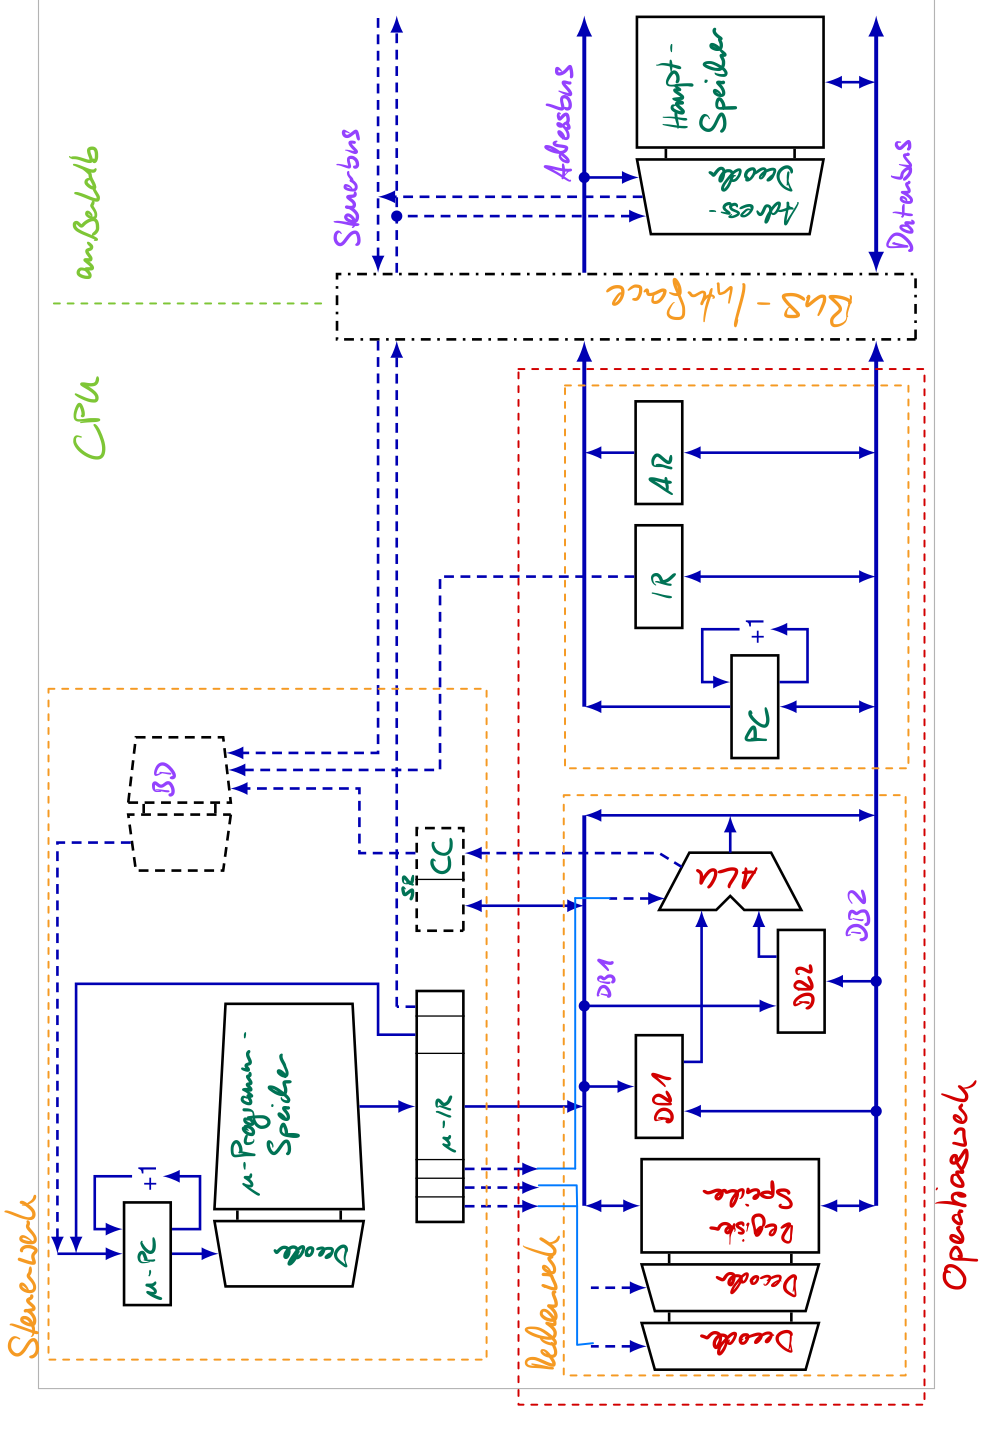 außerhalb
CPU
Steuerbus
Adressbus
Datenbus
Haupt-
Speicher
Adress-
Decoder
Bus-Interface
AR
IR
PC
+1
BD
SR
CC
ALU
DB1
DB2
DR1
DR2
µ-Programm-
Speicher
Decoder
µ-IR
µ-PC
+1
Steuerwerk
Rechenwerk
Operationswerk
Register
Speicher
Decoder
Decoder